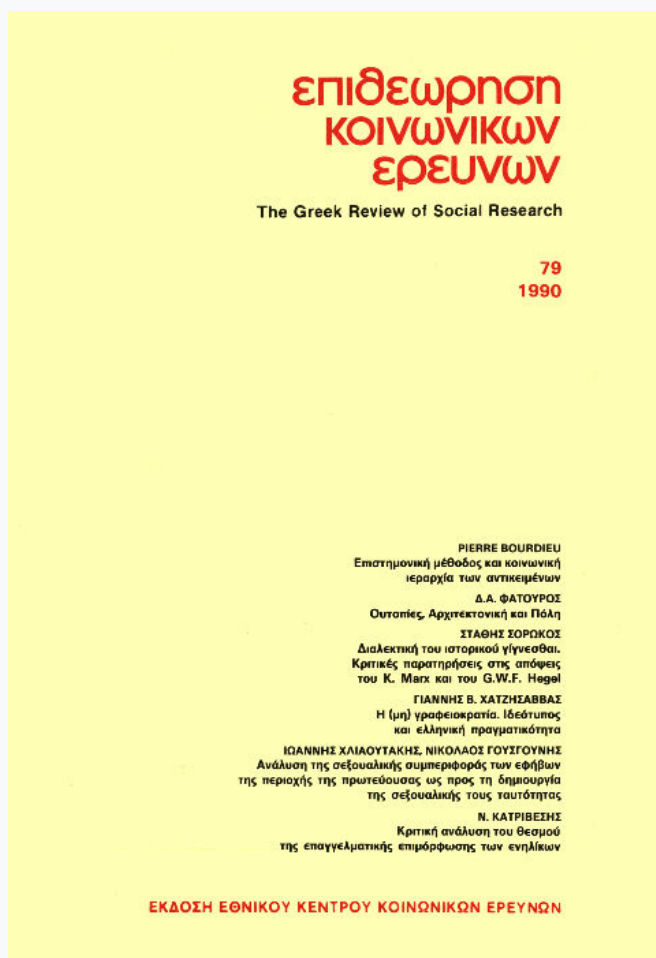 επιθεωρηση
κοινωνικων
ερευνων
The Greek Review of Social Research
79
1990
PIERRE BOURDIEU
Επιστημονική μέθοδος και κοινωνική
ιεραρχία των αντικειμένων
Δ.Α. ΦΑΤΟΥΡΟΣ
Ουτοπίες, Αρχιτεκτονική και Πόλη
ΣΤΑΘΗΣ ΣΟΡΩΚΟΣ
Διαλεκτική του ιστορικού γίγνεσθαι.
Κριτικές παρατηρήσεις στις απόψεις
του K. Marx και του G.W.F. Hegel
ΓΙΑΝΝΗΣ Β. ΧΑΤΖΗΣΑΒΒΑΣ
Η (μη) γραφειοκρατία. Ιδεότυπος
και ελληνική πραγματικότητα
ΙΩΑΝΝΗΣ ΧΛΙΑΟΥΤΑΚΗΣ, ΝΙΚΟΛΑΟΣ ΓΟΥΣΓΟΥΝΗΣ
Ανάλυση της σεξουαλικής συμπεριφοράς των εφήβων
της περιοχής της πρωτεύουσας ως προς τη δημιουργία
της σεξουαλικής τους ταυτότητας
Ν. ΚΑΤΡΙΒΕΣΗΣ
Κριτική ανάλυση του θεσμού
της επαγγελματικής επιμόρφωσης των ενηλίκων
ΕΚΔΟΣΗ ΕΘΝΙΚΟΥ ΚΕΝΤΡΟΥ ΚΟΙΝΩΝΙΚΩΝ ΕΡΕΥΝΩΝ